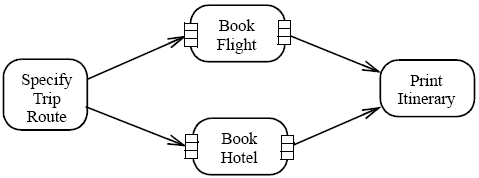 Specify
Trip
Route
Book
Flight
Book
Hotel
Print
Itinerary